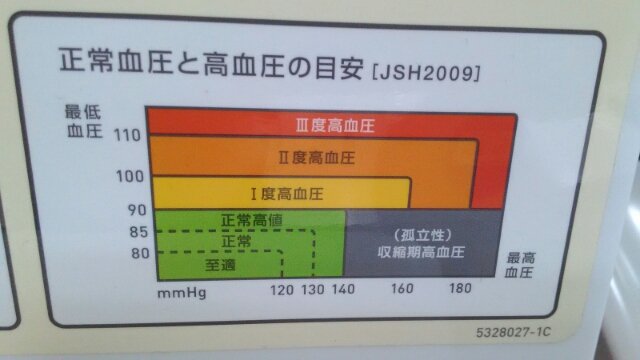 正常血圧と高血圧の目安 [JSH2009]
最低
血圧
110
100
90
85
80
Ⅲ度高血圧
Ⅱ度高血圧
Ⅰ度高血圧
正常高値
正常
至適
(孤立性)
収縮期高血圧
mmHg 120 130 140 160 180
最高
血圧
5328027-1C